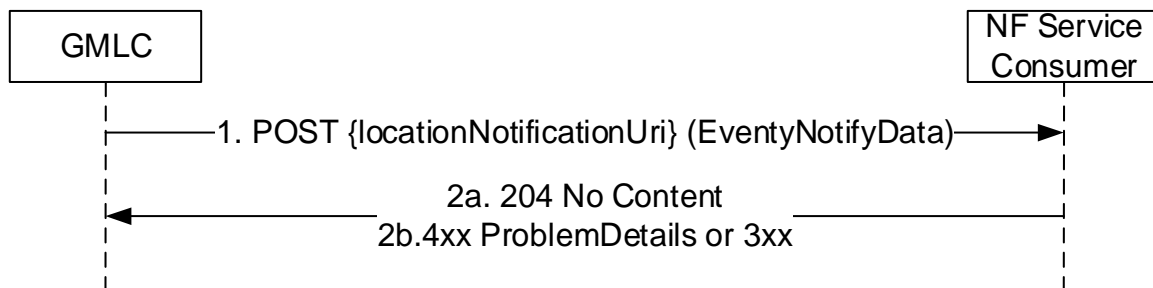 GMLC
NF Service
Consumer
1. POST {locationNotificationUri} (EventyNotifyData)
2a. 204 No Content
2b.4xx ProblemDetails or 3xx